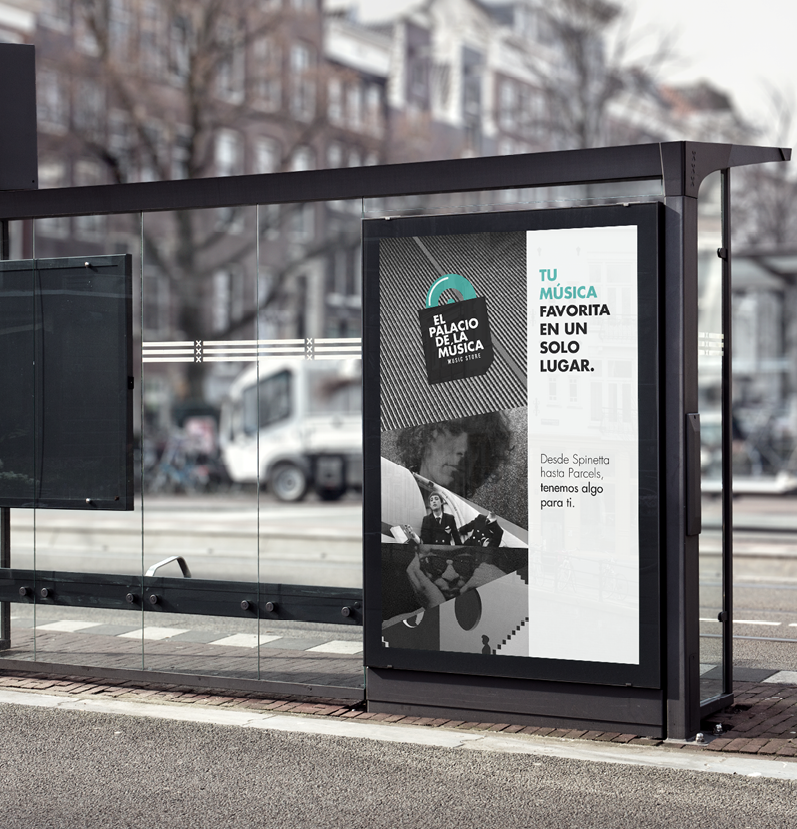 EL
PALACIO
DE LA
MÚSICA
MUSIC STORE
TU
MÚSICA
FAVORITA
EN UN
SOLO
LUGAR.
Desde Spinetta
hasta Parcels,
tenemos algo
para ti.